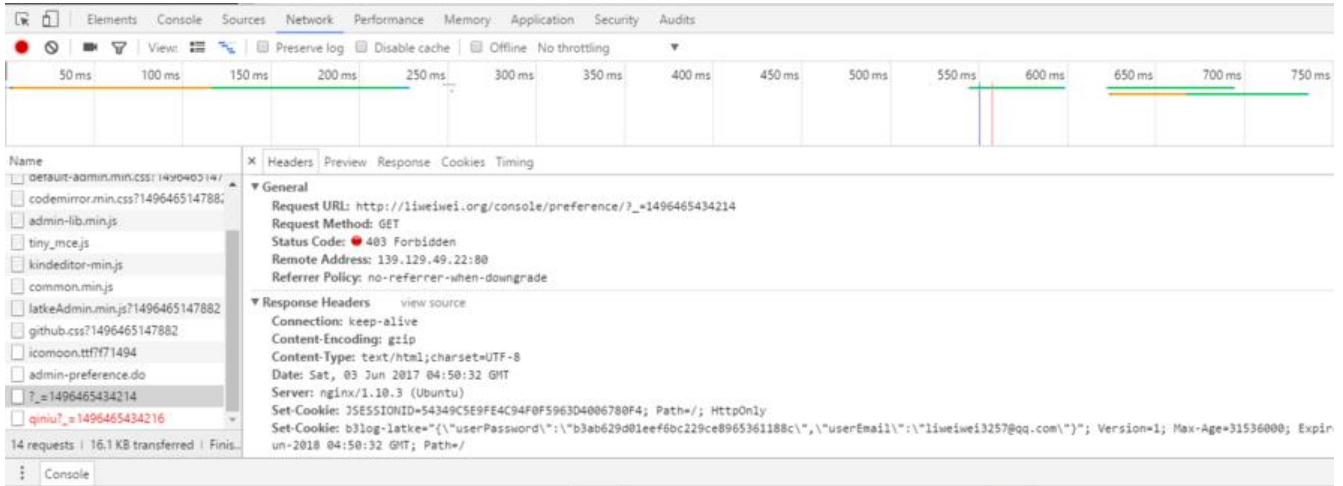 Elements Console Sources Network Performance Memory Application Security Audits
View: Preserve log Disable cache Offline No throttling
50 ms 100 ms 150 ms 200 ms 250 ms 300 ms 350 ms 400 ms 450 ms 500 ms 550 ms 600 ms 650 ms 700 ms 750 ms
Name
default-admin.min.css?1496465147
codemirror.min.css?1496465147882
admin-lib.min.js
tiny_mce.js
kindeditor-min.js
common.min.js
latkeAdmin.min.js?1496465147882
github.css?1496465147882
icomoon.ttf?f71494
admin-preference.do
?_=1496465434214
qiniu?_=1496465434216
14 requests | 16.1 KB transferred | Finis...
× Headers Preview Response Cookies Timing
▼ General
Request URL: http://liweiwei.org/console/preference/?_=1496465434214
Request Method: GET
Status Code: 403 Forbidden
Remote Address: 139.129.49.22:80
Referrer Policy: no-referrer-when-downgrade
▼ Response Headers view source
Connection: keep-alive
Content-Encoding: gzip
Content-Type: text/html;charset=UTF-8
Date: Sat, 03 Jun 2017 04:50:32 GMT
Server: nginx/1.10.3 (Ubuntu)
Set-Cookie: JSESSIONID=54349C5E9FE4C94F0F5963D4006780F4; Path=/; HttpOnly
Set-Cookie: b3log-latke="{\"userPassword\":\"b3ab629d01eef6bc229ce8965361188c\",\"userEmail\":\"liweiwei3257@qq.com\"}"; Version=1; Max-Age=31536000; Expir
un-2018 04:50:32 GMT; Path=/
Console